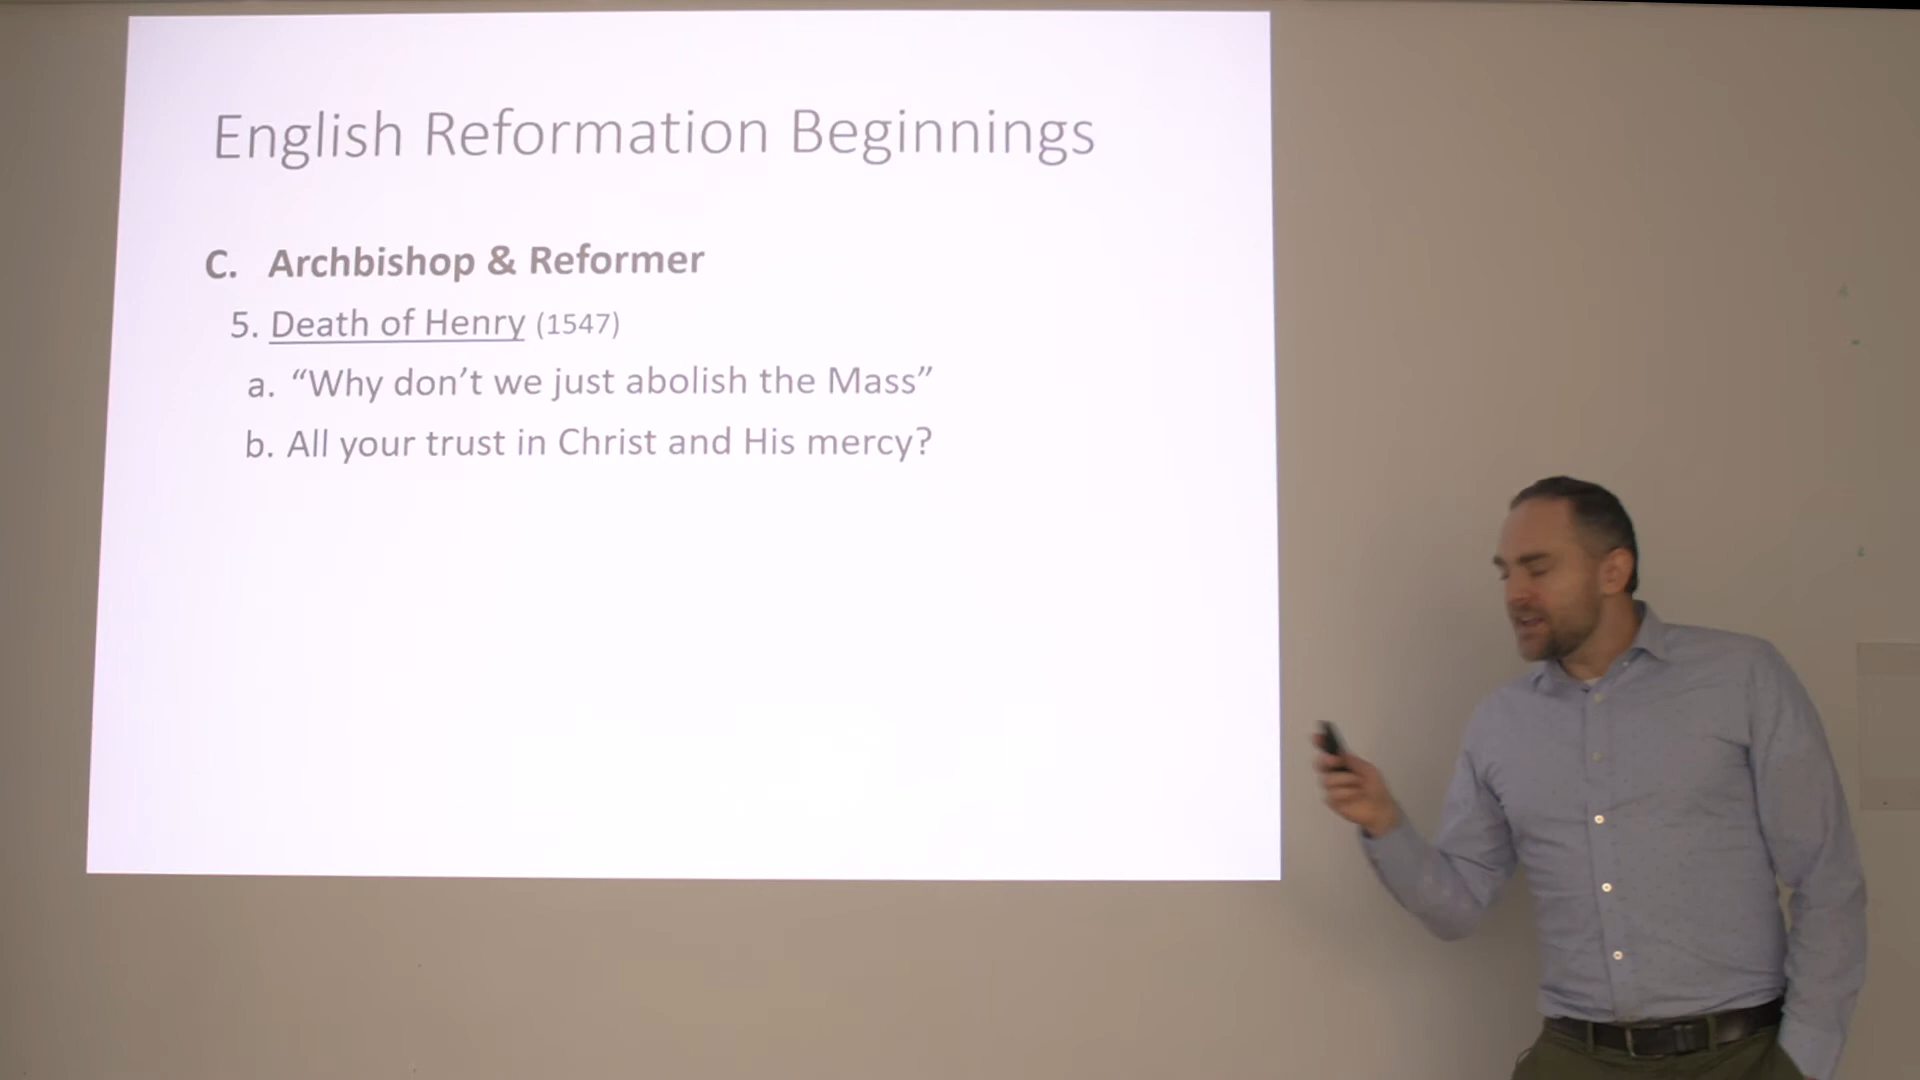 English Reformation Beginnings
C. Archbishop & Reformer
5. Death of Henry (1547)
a. “Why don’t we just abolish the Mass”
b. All your trust in Christ and His mercy?